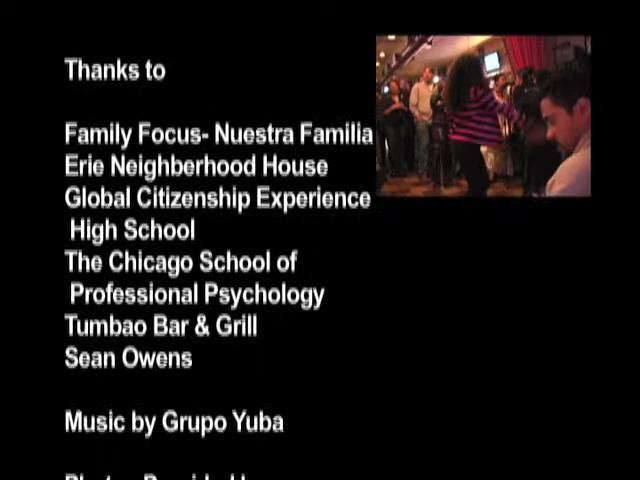 Thanks to
Family Focus- Nuestra Familia
Erie Neighberhood House
Global Citizenship Experience
High School
The Chicago School of
Professional Psychology
Tumbao Bar & Grill
Sean Owens
Music by Grupo Yuba